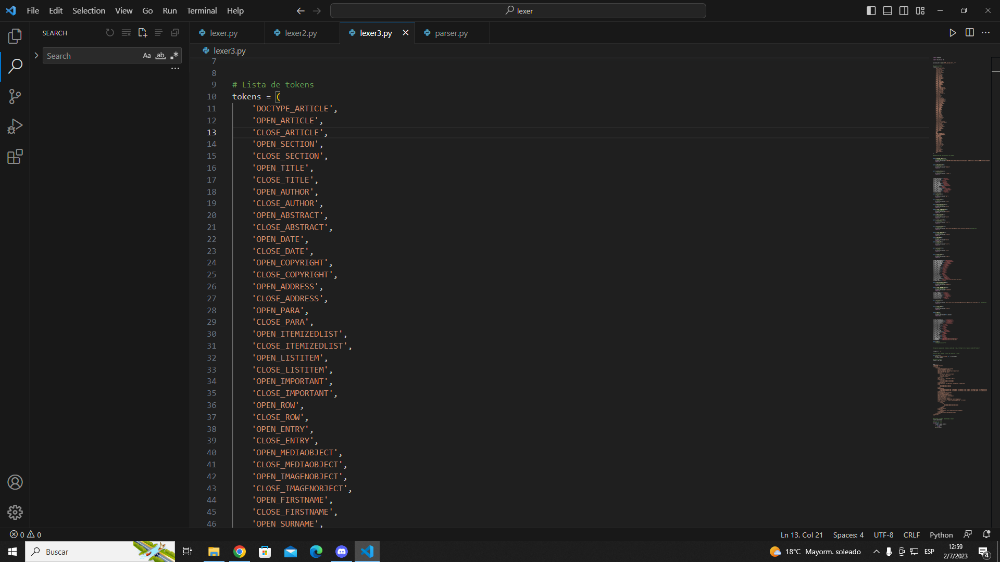 File Edit Selection View Go Run Terminal Help
lexer
SEARCH
Search
Aa ab
lexer.py lexer2.py lexer3.py parser.py
lexer3.py
7
8
9 # Lista de tokens
10 tokens = (
11 'DOCTYPE_ARTICLE',
12 'OPEN_ARTICLE',
13 'CLOSE_ARTICLE',
14 'OPEN_SECTION',
15 'CLOSE_SECTION',
16 'OPEN_TITLE',
17 'CLOSE_TITLE',
18 'OPEN_AUTHOR',
19 'CLOSE_AUTHOR',
20 'OPEN_ABSTRACT',
21 'CLOSE_ABSTRACT',
22 'OPEN_DATE',
23 'CLOSE_DATE',
24 'OPEN_COPYRIGHT',
25 'CLOSE_COPYRIGHT',
26 'OPEN_ADDRESS',
27 'CLOSE_ADDRESS',
28 'OPEN_PARA',
29 'CLOSE_PARA',
30 'OPEN_ITEMIZEDLIST',
31 'CLOSE_ITEMIZEDLIST',
32 'OPEN_LISTITEM',
33 'CLOSE_LISTITEM',
34 'OPEN_IMPORTANT',
35 'CLOSE_IMPORTANT',
36 'OPEN_ROW',
37 'CLOSE_ROW',
38 'OPEN_ENTRY',
39 'CLOSE_ENTRY',
40 'OPEN_MEDIAOBJECT',
41 'CLOSE_MEDIAOBJECT',
42 'OPEN_IMAGENOBJECT',
43 'CLOSE_IMAGENOBJECT',
44 'OPEN_FIRSTNAME',
45 'CLOSE_FIRSTNAME',
46 'OPEN_SURNAME',
0 0
Ln 13, Col 21 Spaces: 4 UTF-8 CRLF Python
Buscar
18°C Mayorm. soleado
ESP
12:59
2/7/2023
4